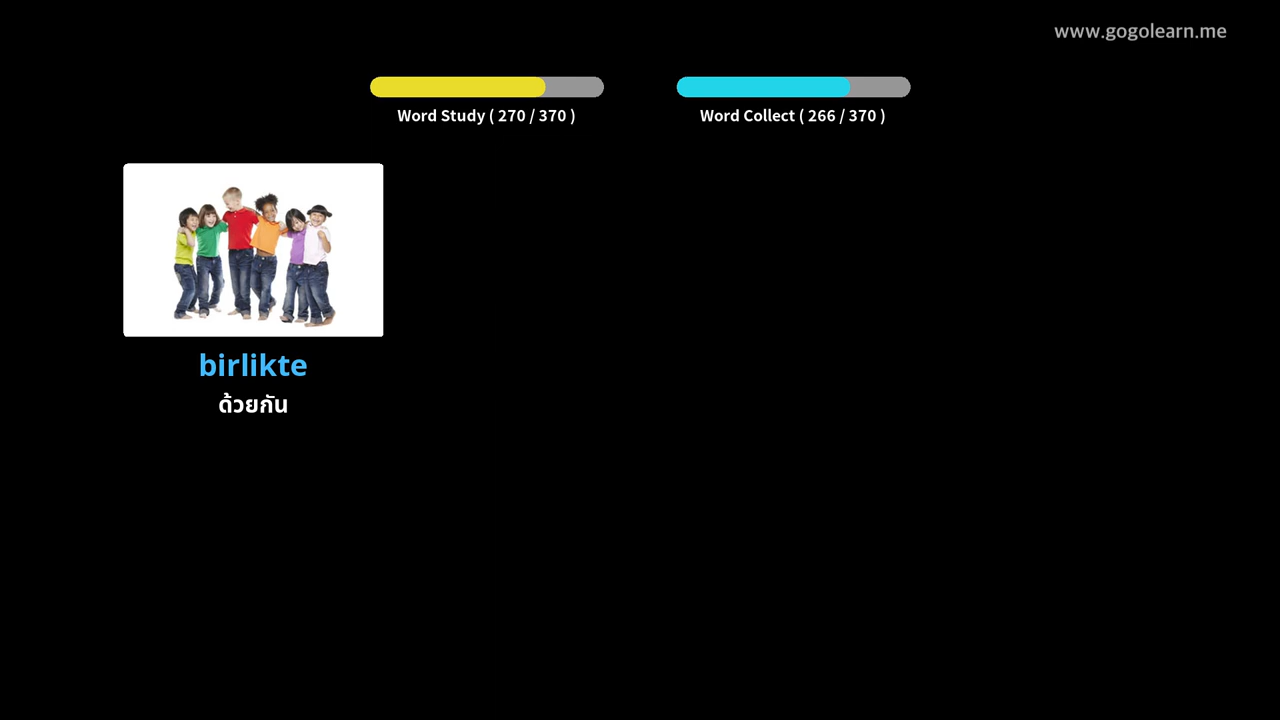 www.gogolearn.me
Word Study ( 270 / 370 )
Word Collect ( 266 / 370 )
birlikte
ด้วยกัน